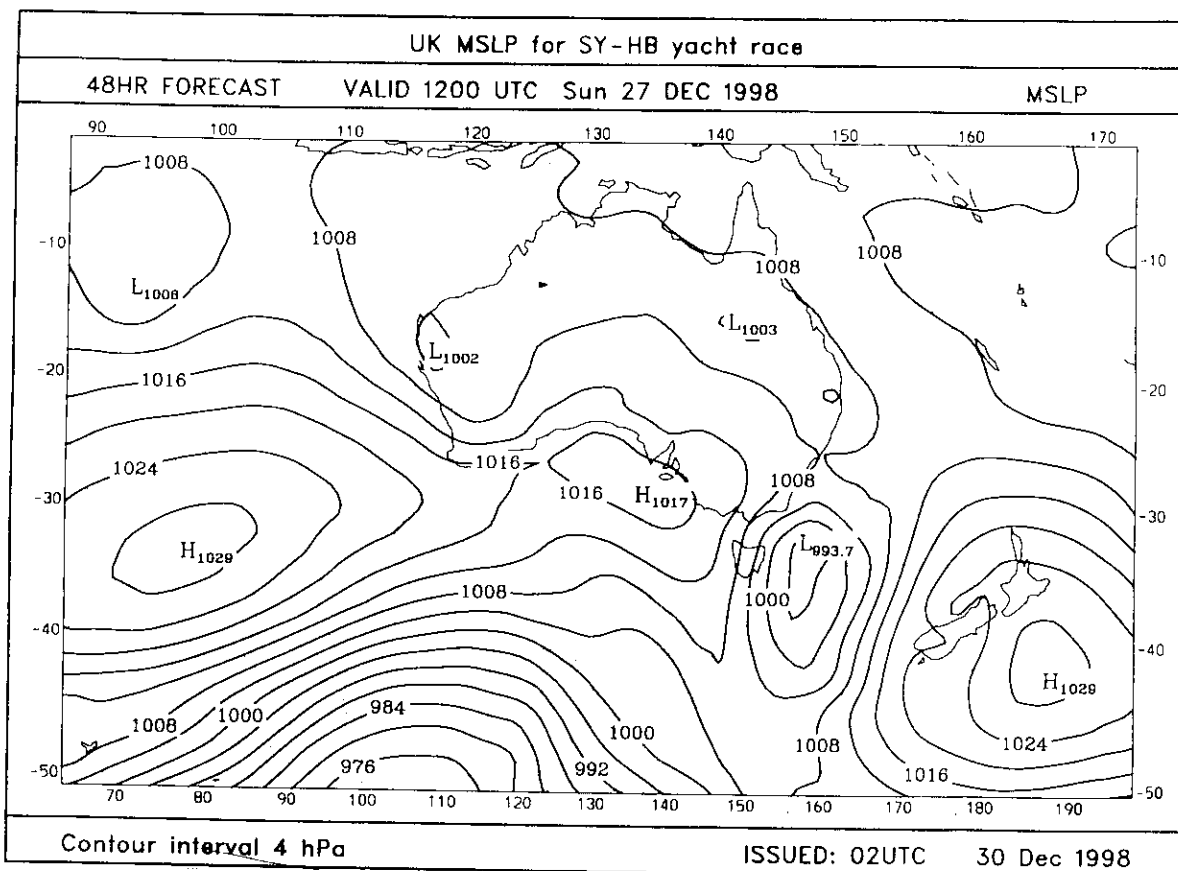 UK MSLP for SY-HB yacht race
48HR FORECAST VALID 1200 UTC Sun 27 DEC 1998 MSLP
90 100 110 120 130 140 150 160 170
1008
-10 1008 1008 1008 -10
L1008
L1002 L1003
-20 1016 -20
1024 1016 1016 H1017 1008
-30 -30
H1029 L993.7
1008 1000
-40 -40
H1029
1008 1000 984 1000 1008 1024
-50 976 992 1016 -50
70 80 90 100 110 120 130 140 150 160 170 180 190
Contour interval 4 hPa ISSUED: 02UTC 30 Dec 1998